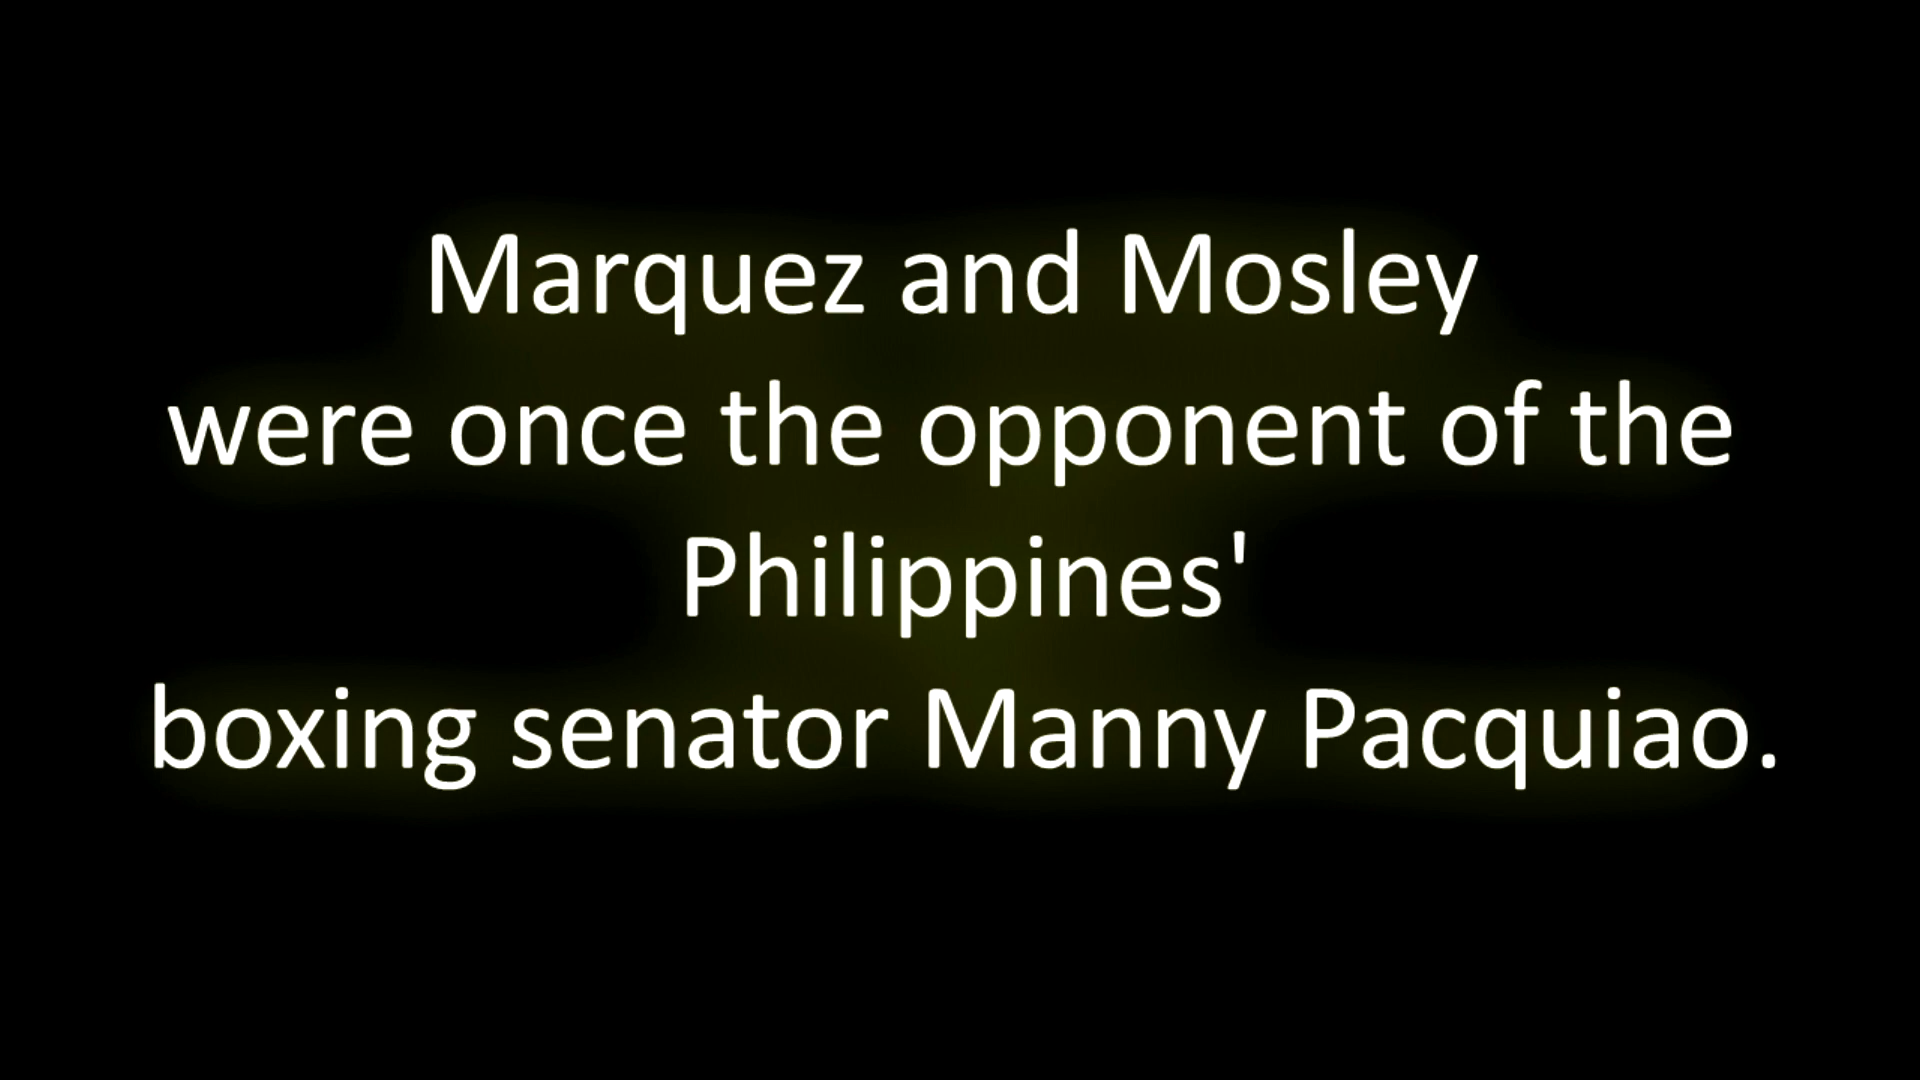 Marquez and Mosley
were once the opponent of the
Philippines'
boxing senator Manny Pacquiao.